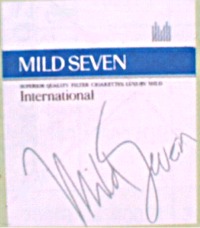 MILD SEVEN
SUPERIOR QUALITY FILTER CIGARETTES, LUXURY MILD
International
Mild Seven